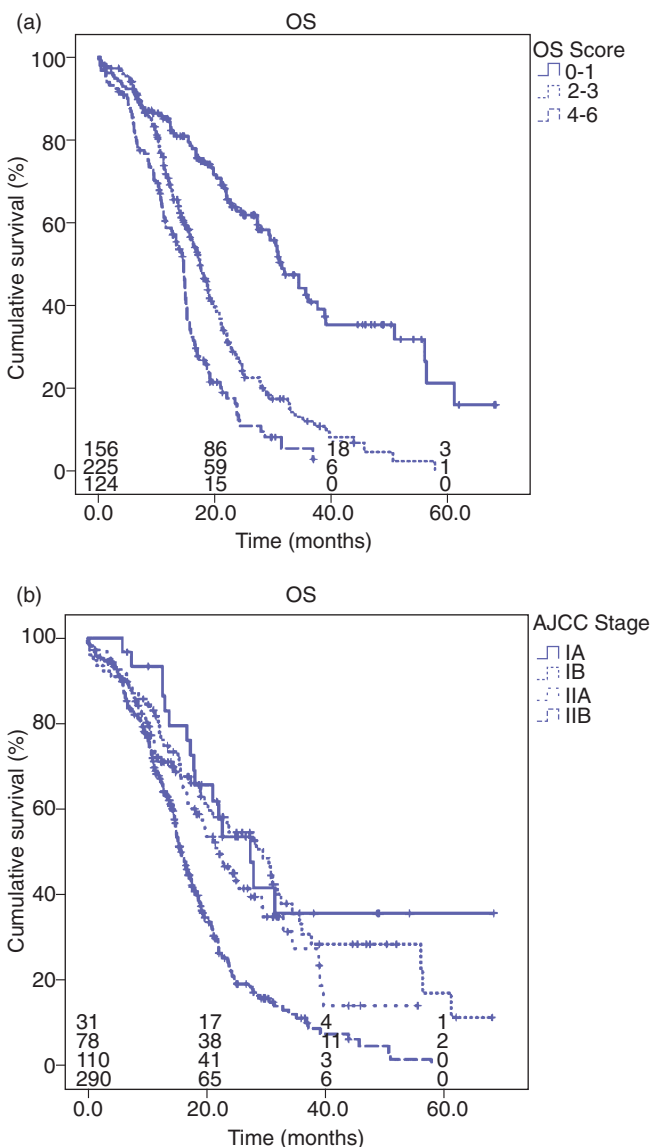 (a)
OS
OS Score
0-1
2-3
4-6
100
80
60
40
20
0
Cumulative survival (%)
156 86 18 3
225 59 6 1
124 15 0 0
0.0 20.0 40.0 60.0
Time (months)
(b)
OS
AJCC Stage
IA
IB
IIA
IIB
100
80
60
40
20
0
Cumulative survival (%)
31 17 4 1
78 38 11 2
110 41 3 0
290 65 6 0
0.0 20.0 40.0 60.0
Time (months)